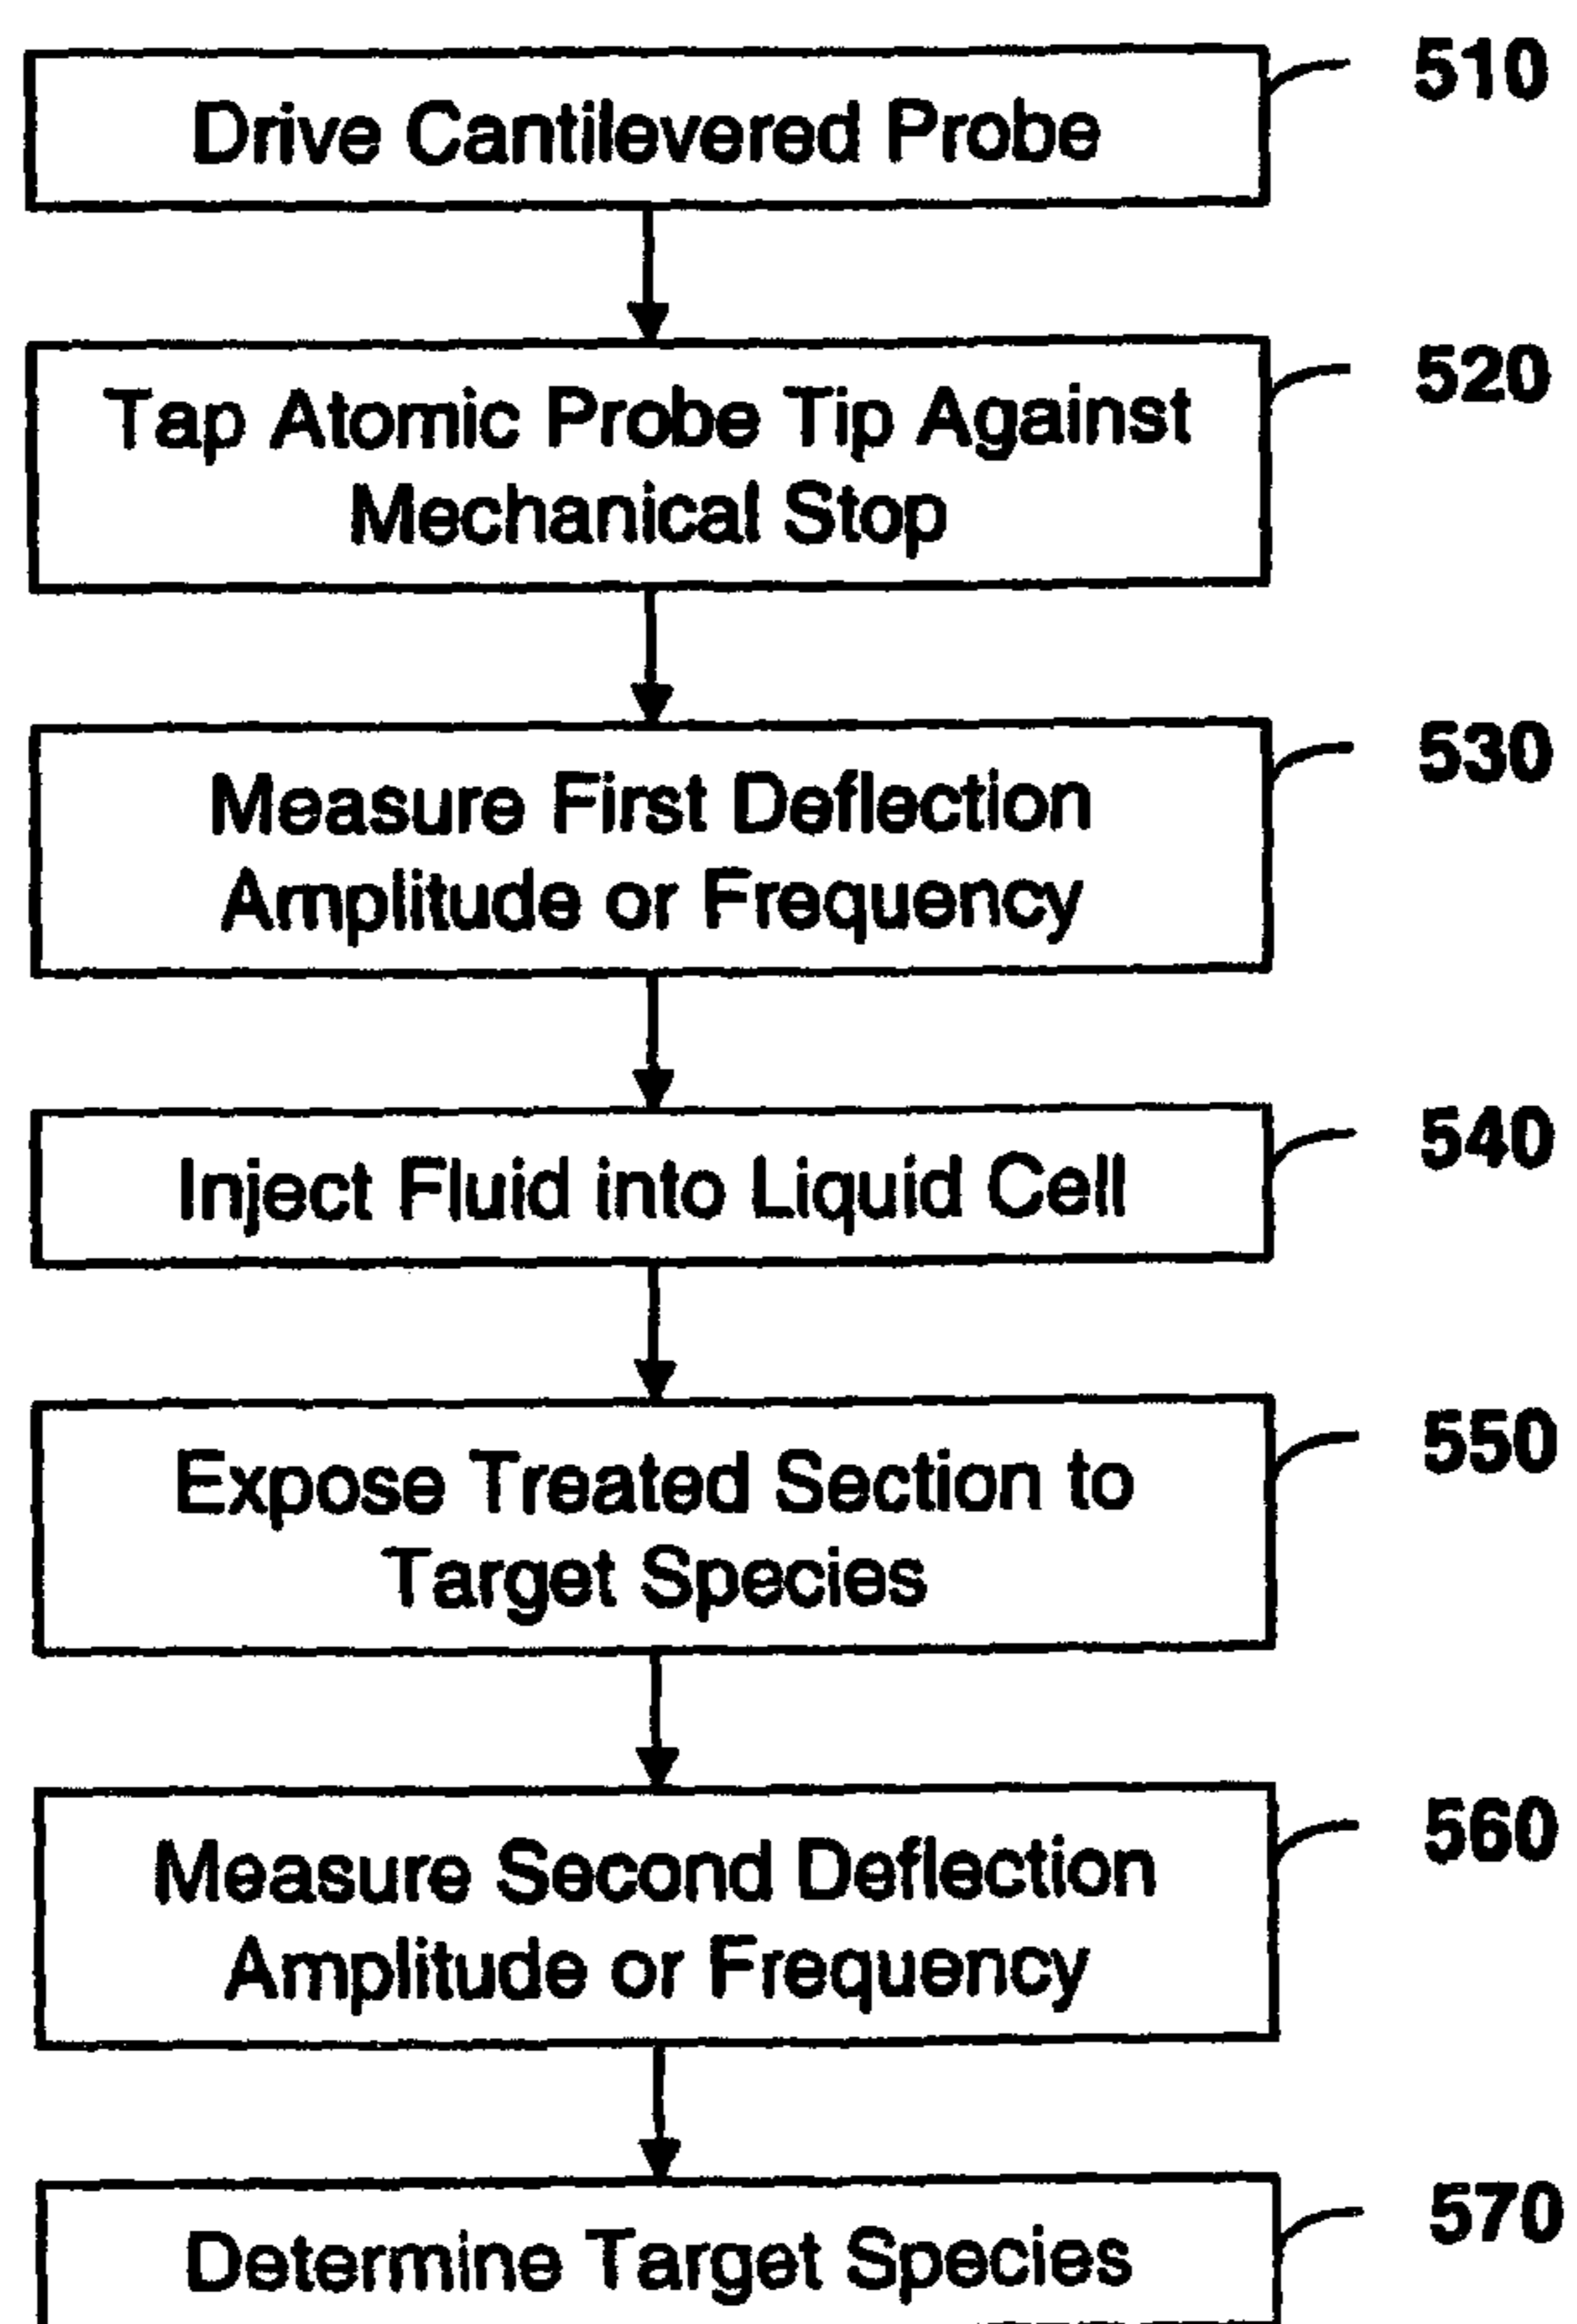 Drive Cantilevered Probe
510
Tap Atomic Probe Tip Against
Mechanical Stop
520
Measure First Deflection
Amplitude or Frequency
530
Inject Fluid into Liquid Cell
540
Expose Treated Section to
Target Species
550
Measure Second Deflection
Amplitude or Frequency
560
Determine Target Species
570